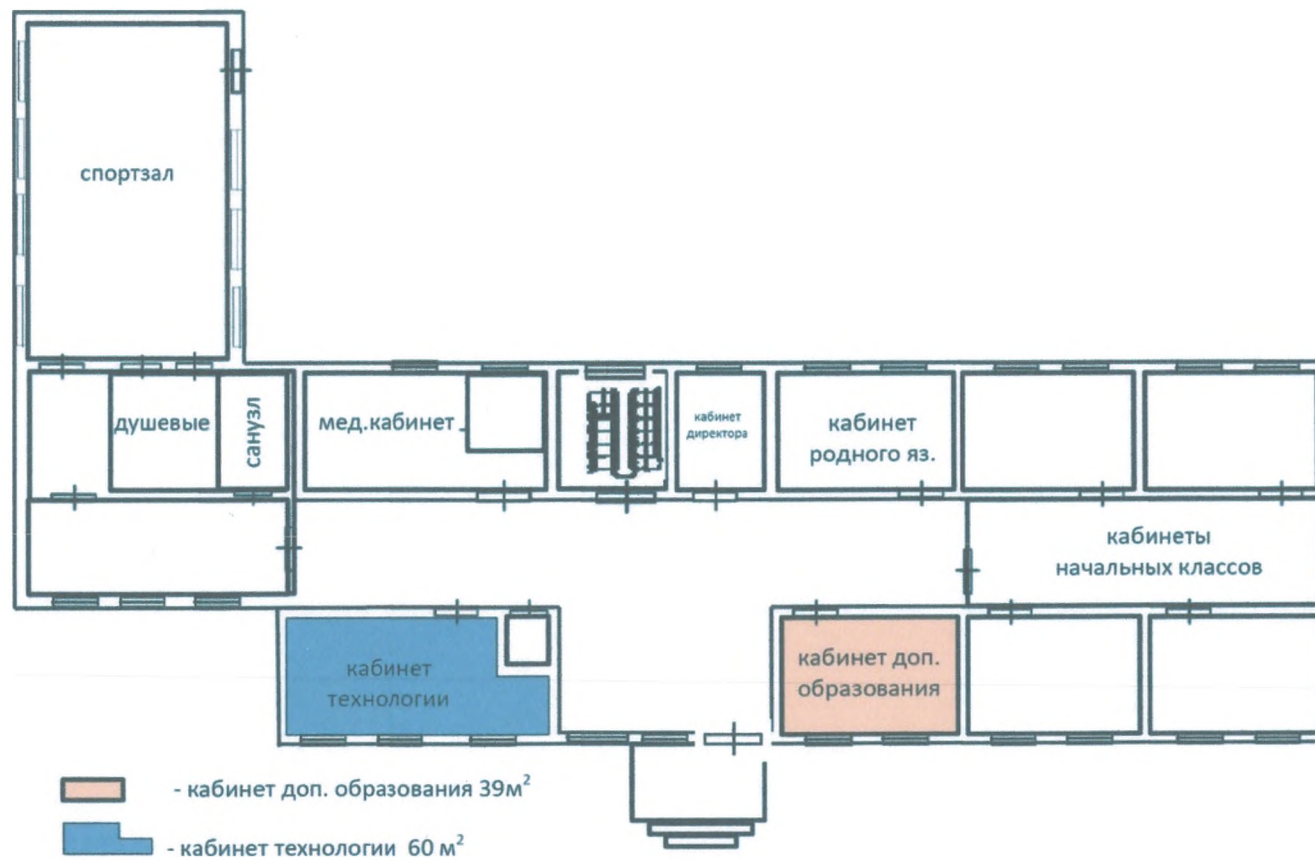 спортзал
душевые
санузл
мед.кабинет
кабинет
директора
кабинет
родного яз.
кабинеты
начальных классов
кабинет
технологии
кабинет доп.
образования
- кабинет доп. образования 39м²
- кабинет технологии 60 м²